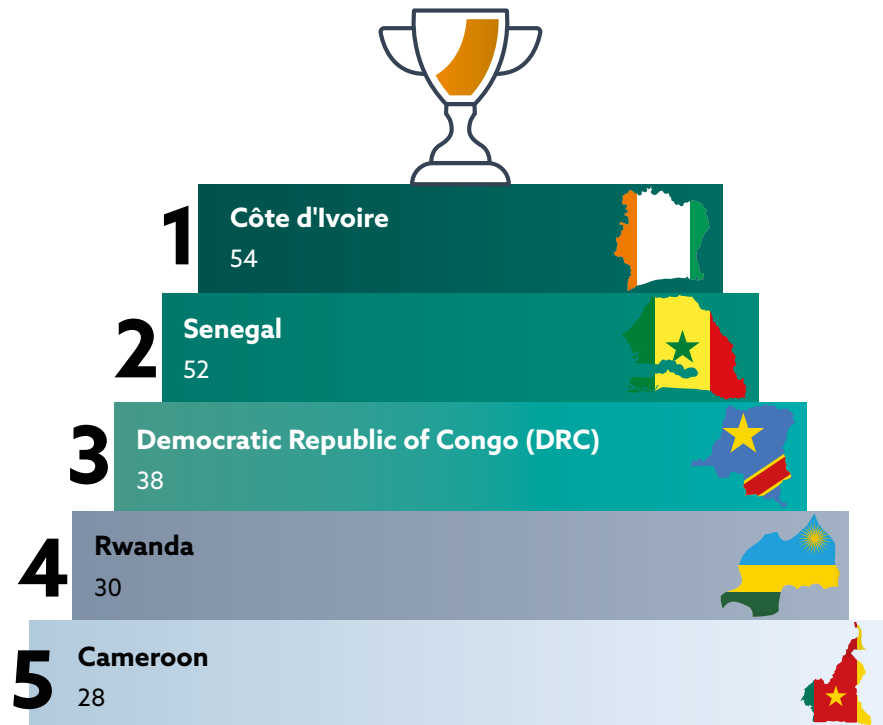 1
Côte d'Ivoire
54
2
Senegal
52
3
Democratic Republic of Congo (DRC)
38
4
Rwanda
30
5
Cameroon
28